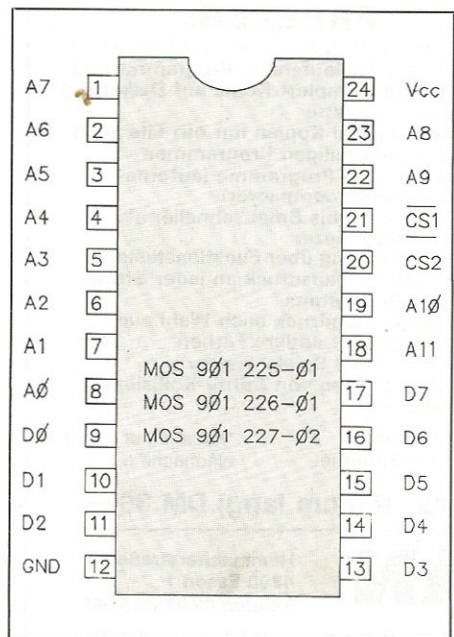 A7 1 24 Vcc
A6 2 23 A8
A5 3 22 A9
A4 4 21 C̅S̅1̅
A3 5 20 C̅S̅2̅
A2 6 19 A1Ø
A1 7 18 A11
MOS 9Ø1 225-Ø1
AØ 8 17 D7
MOS 9Ø1 226-Ø1
DØ 9 MOS 9Ø1 227-Ø2 16 D6
D1 10 15 D5
D2 11 14 D4
GND 12 13 D3